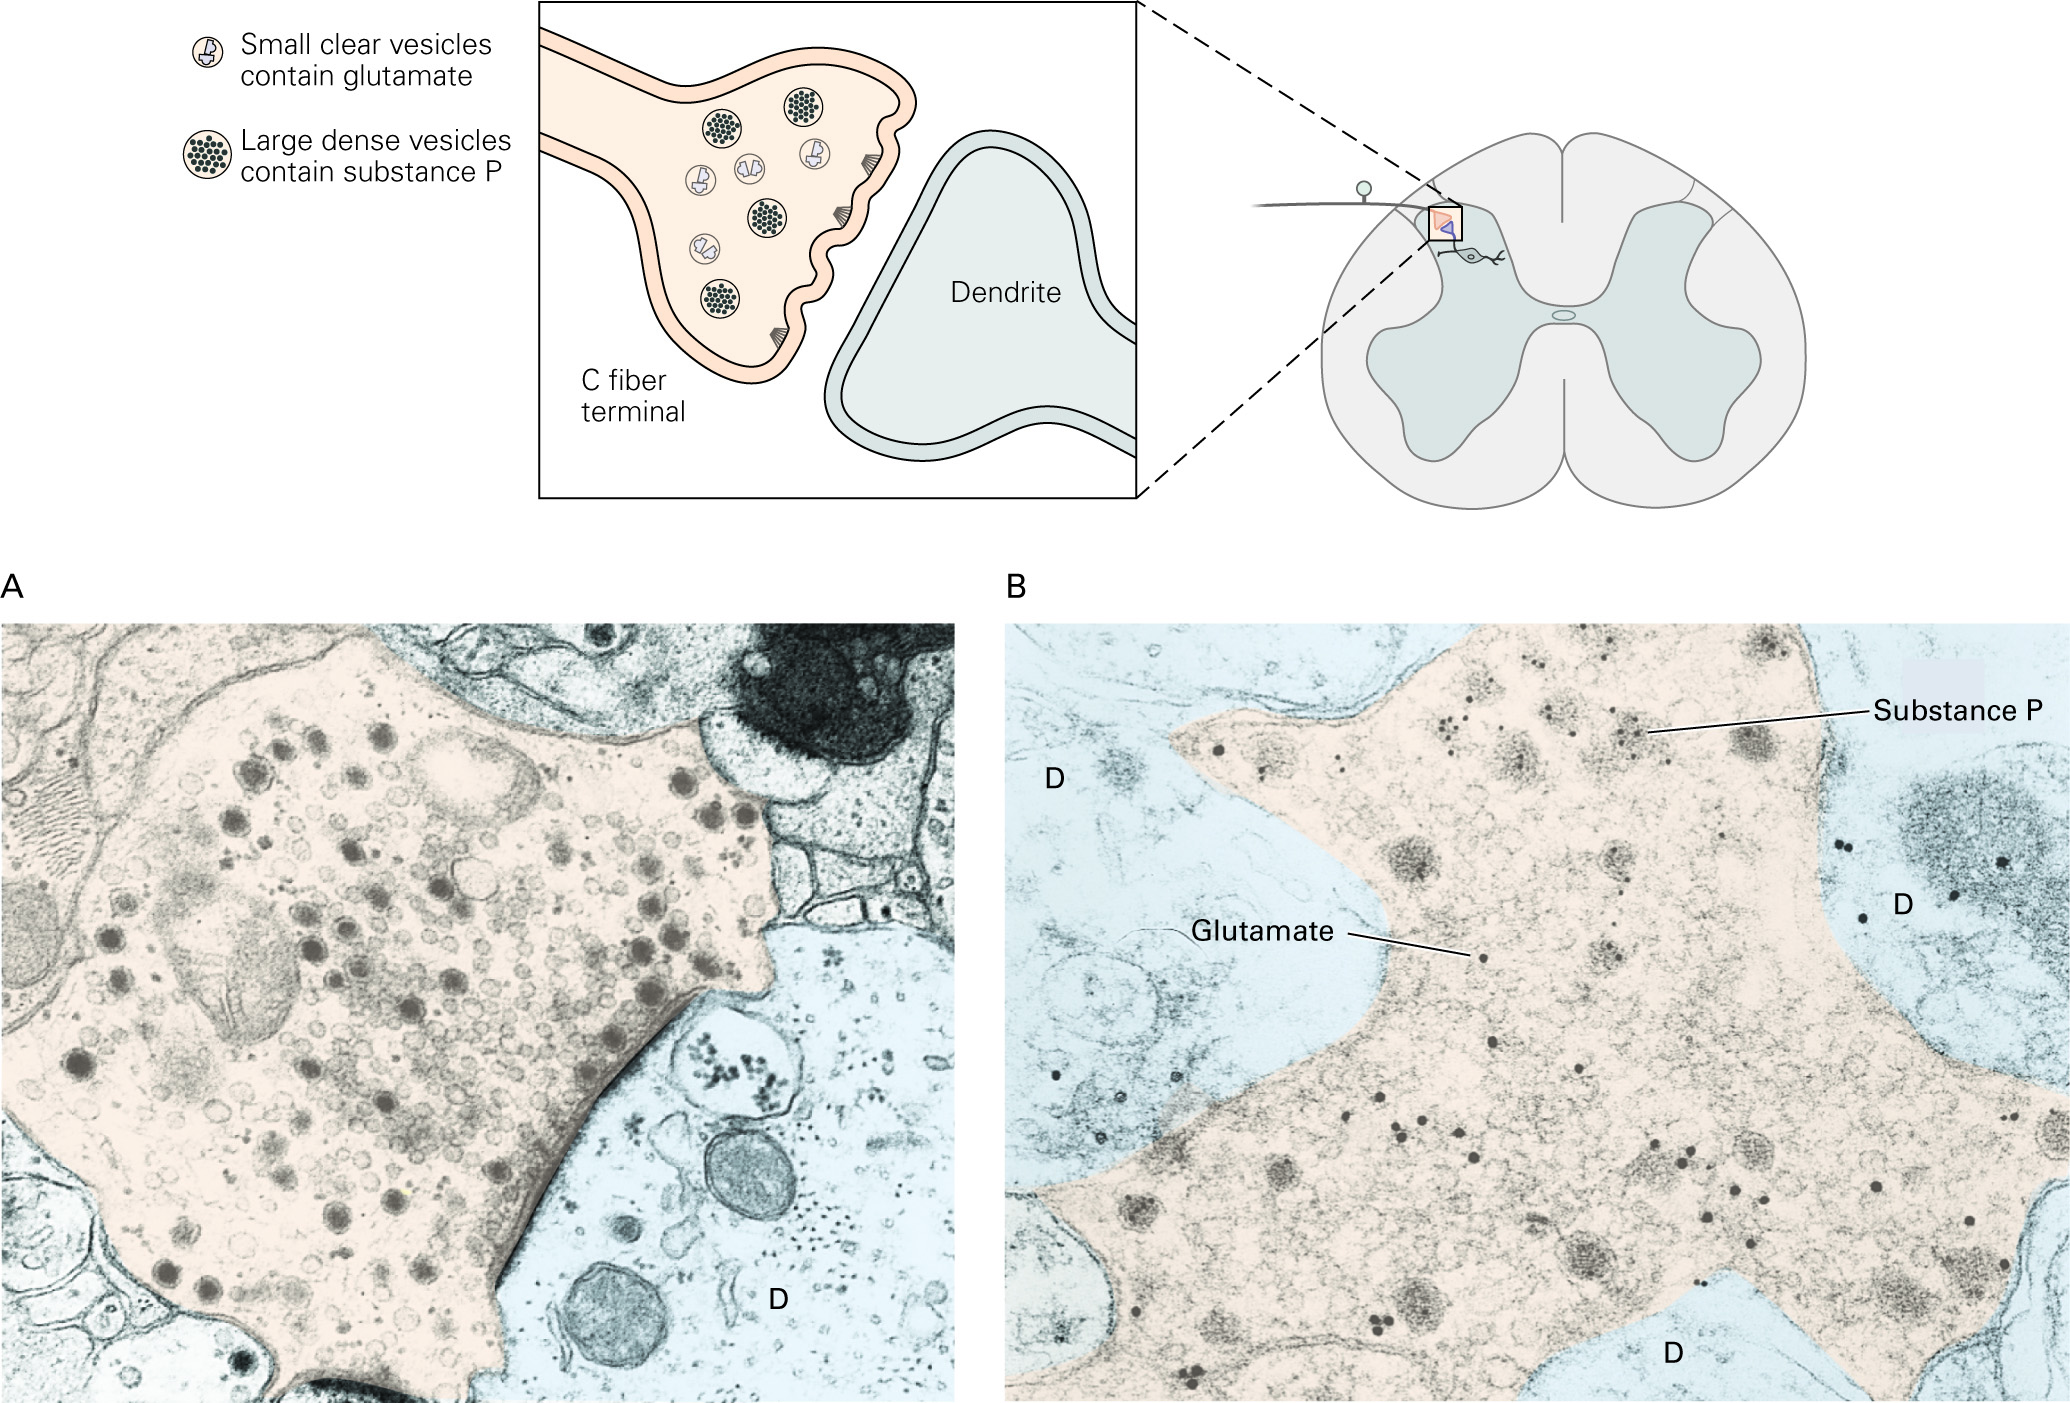 Small clear vesicles
contain glutamate
Large dense vesicles
contain substance P
Dendrite
C fiber
terminal
A
B
Substance P
D
D
Glutamate
D
D